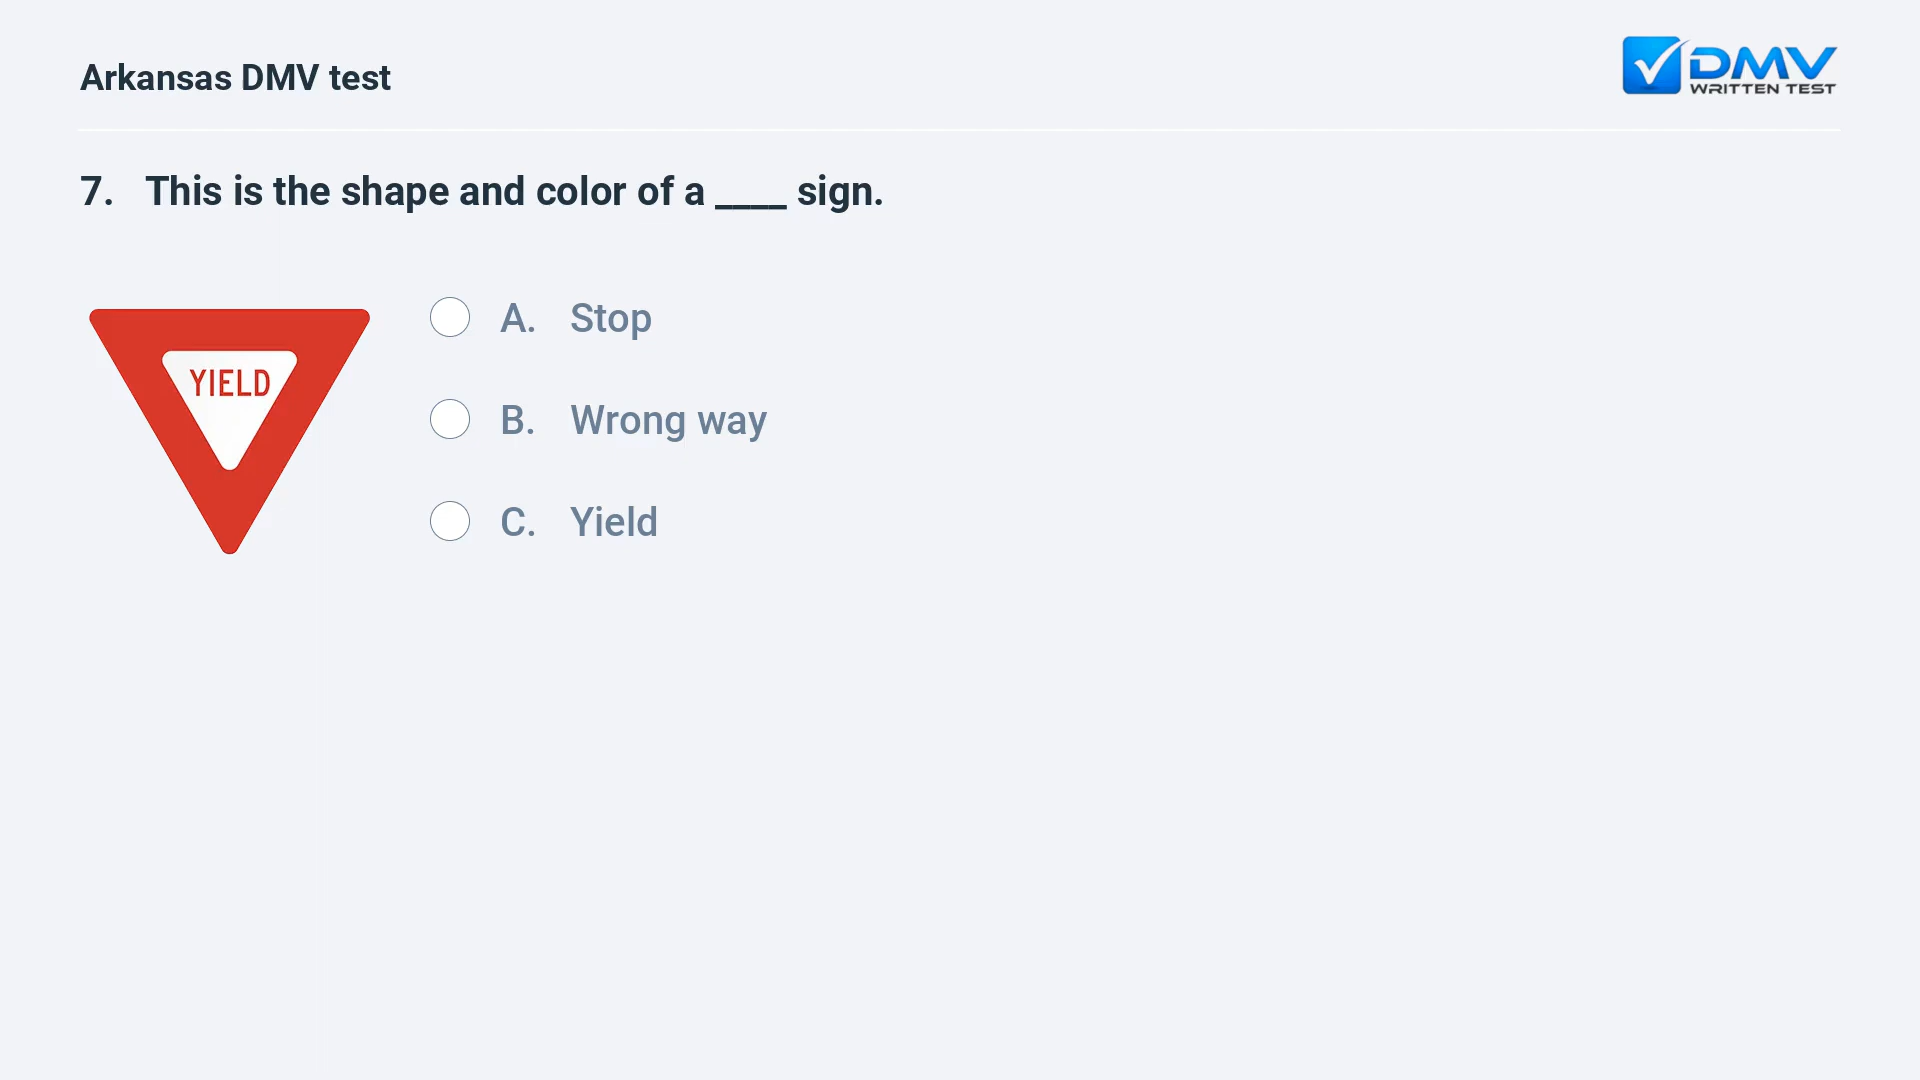 Arkansas DMV test
DMV
WRITTEN TEST
7. This is the shape and color of a ____ sign.
YIELD
A. Stop
B. Wrong way
C. Yield